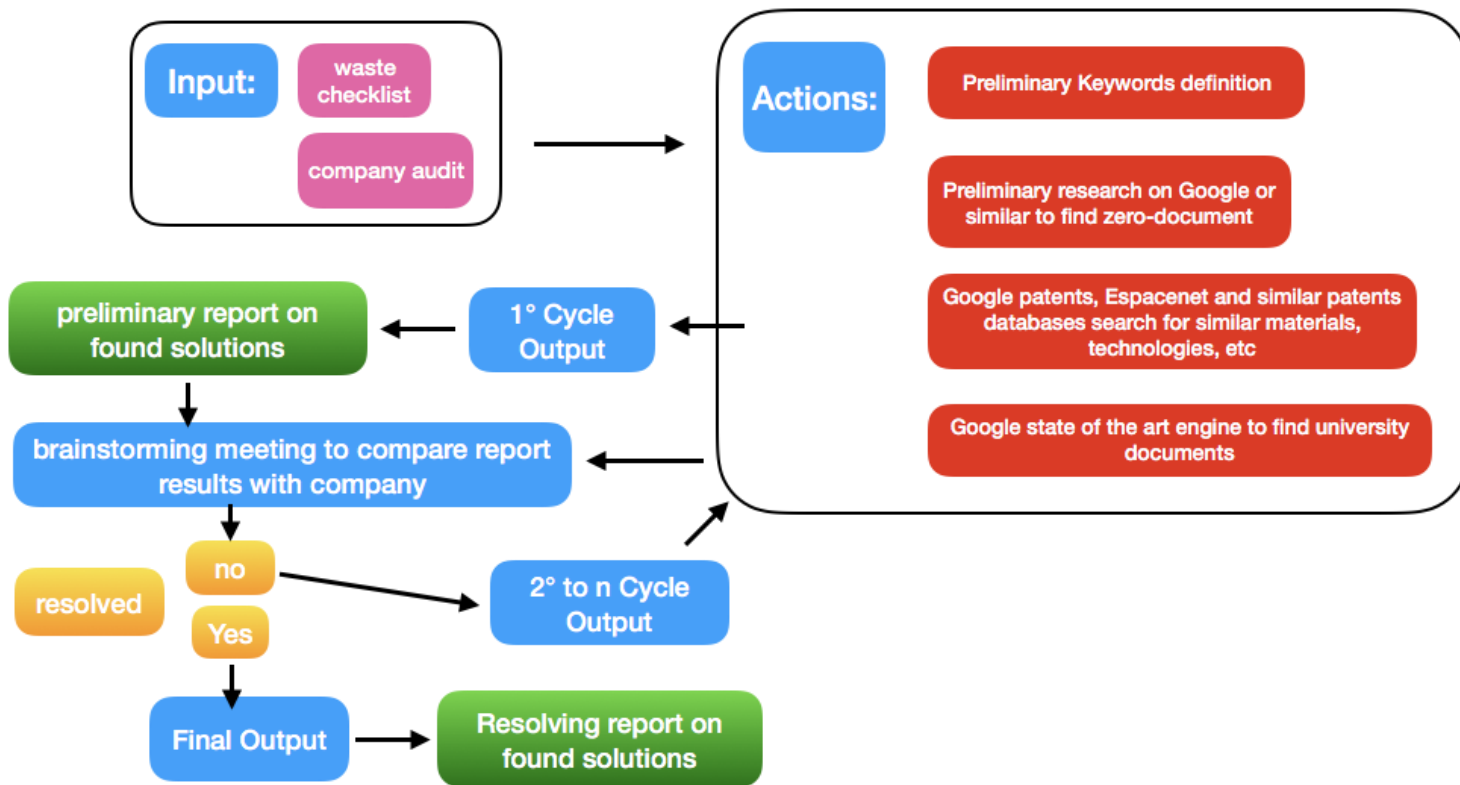 Input:
waste
checklist
company audit
Actions:
Preliminary Keywords definition
Preliminary research on Google or
similar to find zero-document
Google patents, Espacenet and similar patents
databases search for similar materials,
technologies, etc
Google state of the art engine to find university
documents
1° Cycle
Output
preliminary report on
found solutions
brainstorming meeting to compare report
results with company
resolved
no
Yes
2° to n Cycle
Output
Final Output
Resolving report on
found solutions